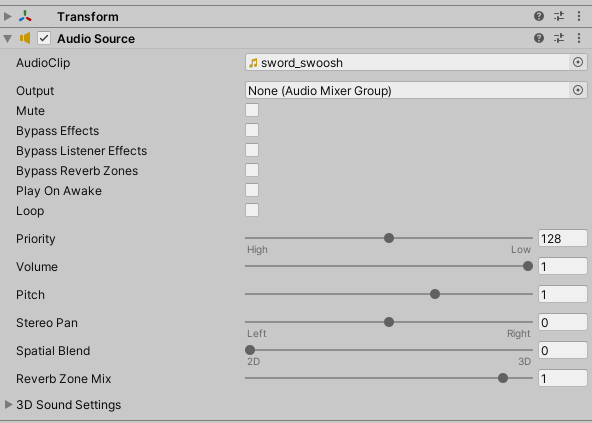 Transform
Audio Source
AudioClip sword_swoosh
Output None (Audio Mixer Group)
Mute
Bypass Effects
Bypass Listener Effects
Bypass Reverb Zones
Play On Awake
Loop
Priority 128
High Low
Volume 1
Pitch 1
Stereo Pan 0
Left Right
Spatial Blend 0
2D 3D
Reverb Zone Mix 1
3D Sound Settings